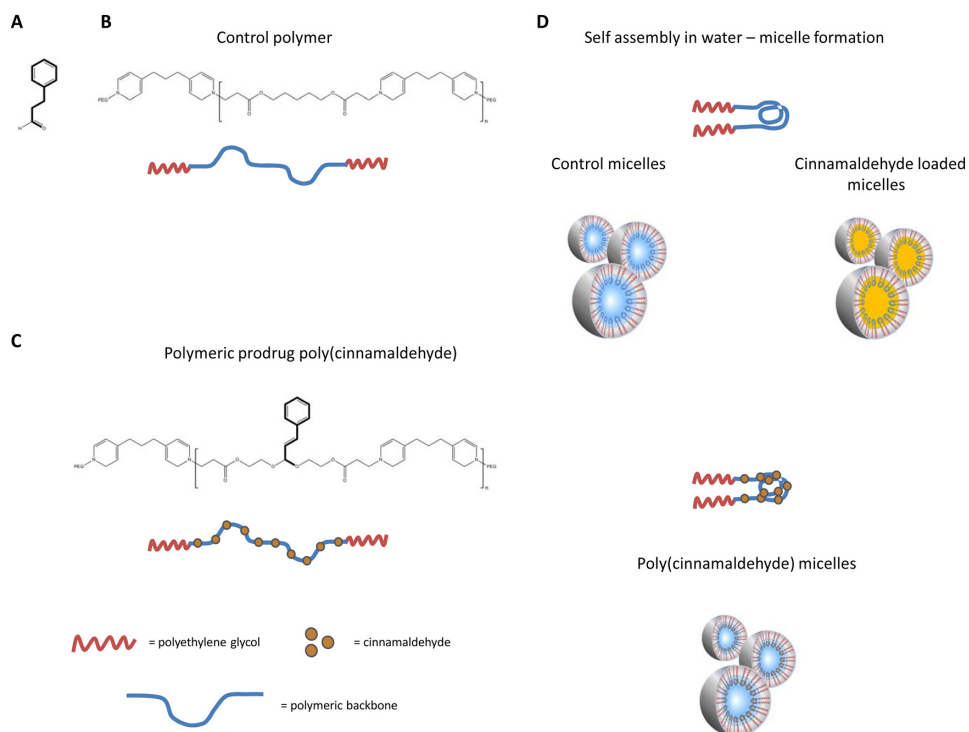 A
B
Control polymer
H
O
PEG
N
N
O
O
O
O
N
N
PEG
n
C
Polymeric prodrug poly(cinnamaldehyde)
PEG
N
N
O
O
O
O
O
O
N
N
PEG
n
= polyethylene glycol
= cinnamaldehyde
= polymeric backbone
D
Self assembly in water – micelle formation
Control micelles
Cinnamaldehyde loaded
micelles
Poly(cinnamaldehyde) micelles